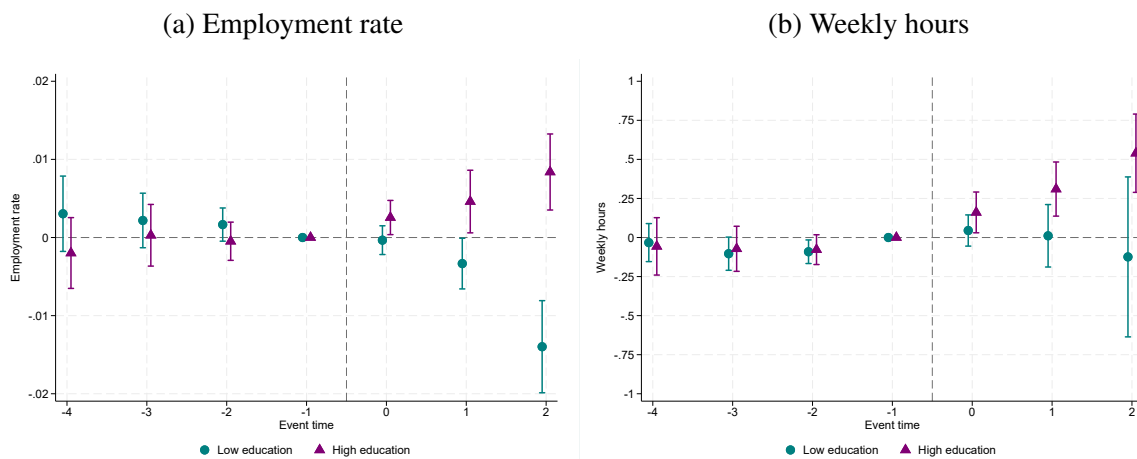 (a) Employment rate
.02
.01
0
-.01
-.02
Employment rate
-4 -3 -2 -1 0 1 2
Event time
Low education High education
(b) Weekly hours
1
.75
.5
.25
0
-.25
-.5
-.75
-1
Weekly hours
-4 -3 -2 -1 0 1 2
Event time
Low education High education